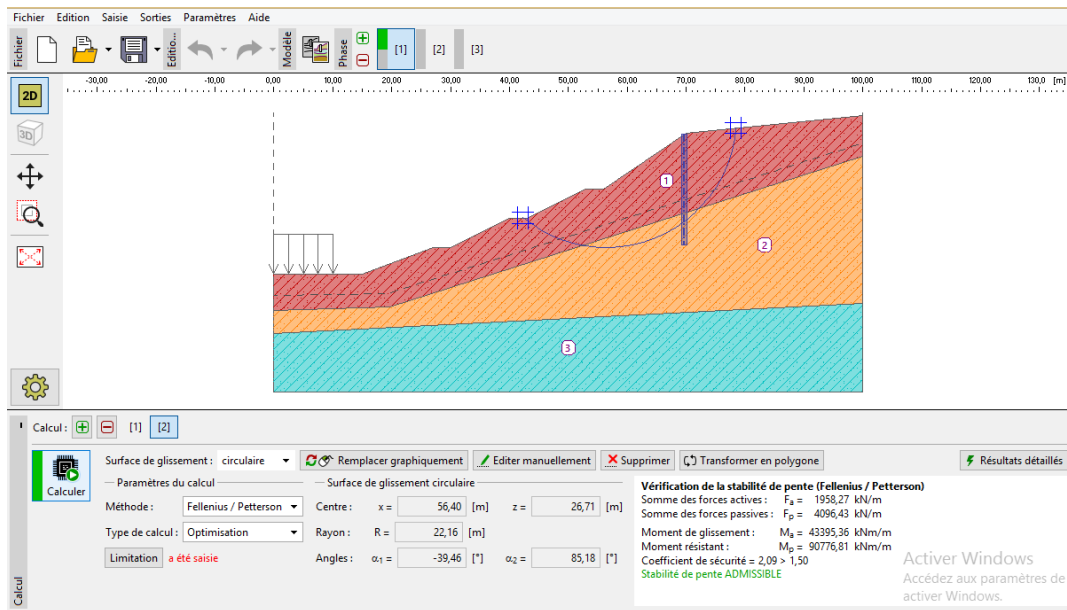 Fichier Edition Saisie Sorties Paramètres Aide
Fichier
Editio...
Modèle
Phase
[1] [2] [3]
-30,00 -20,00 -10,00 0,00 10,00 20,00 30,00 40,00 50,00 60,00 70,00 80,00 90,00 100,00 110,00 120,00 130,0 [m]
2D
3D
1
2
3
Calcul : [1] [2]
Calculer
Surface de glissement : circulaire Remplacer graphiquement Editer manuellement Supprimer Transformer en polygone Résultats détaillés
Paramètres du calcul
Méthode : Fellenius / Petterson
Type de calcul : Optimisation
Limitation a été saisie
Surface de glissement circulaire
Centre : x = 56,40 [m] z = 26,71 [m]
Rayon : R = 22,16 [m]
Angles : α1 = -39,46 [°] α2 = 85,18 [°]
Vérification de la stabilité de pente (Fellenius / Petterson)
Somme des forces actives : Fa = 1958,27 kN/m
Somme des forces passives : Fp = 4096,43 kN/m
Moment de glissement : Ma = 43395,36 kNm/m
Moment résistant : Mp = 90776,81 kNm/m
Coefficient de sécurité = 2,09 > 1,50
Stabilité de pente ADMISSIBLE
Activer Windows
Accédez aux paramètres de
activer Windows.
Calcul